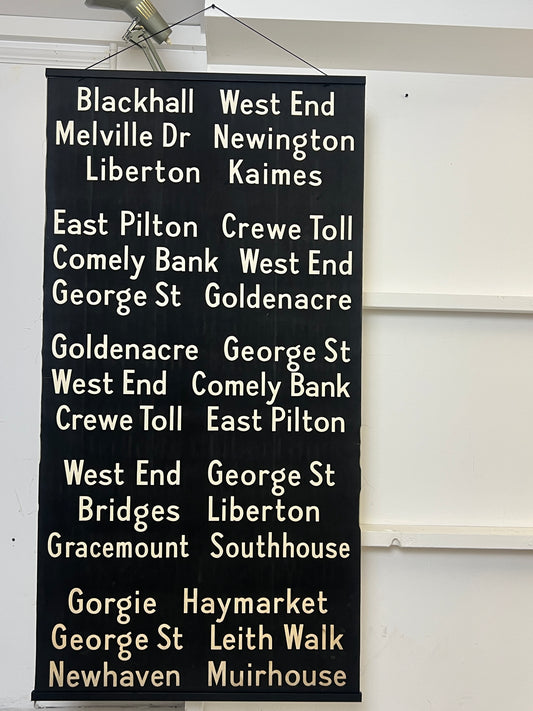 Blackhall West End
Melville Dr Newington
Liberton Kaimes
East Pilton Crewe Toll
Comely Bank West End
George St Goldenacre
Goldenacre George St
West End Comely Bank
Crewe Toll East Pilton
West End George St
Bridges Liberton
Gracemount Southhouse
Gorgie Haymarket
George St Leith Walk
Newhaven Muirhouse